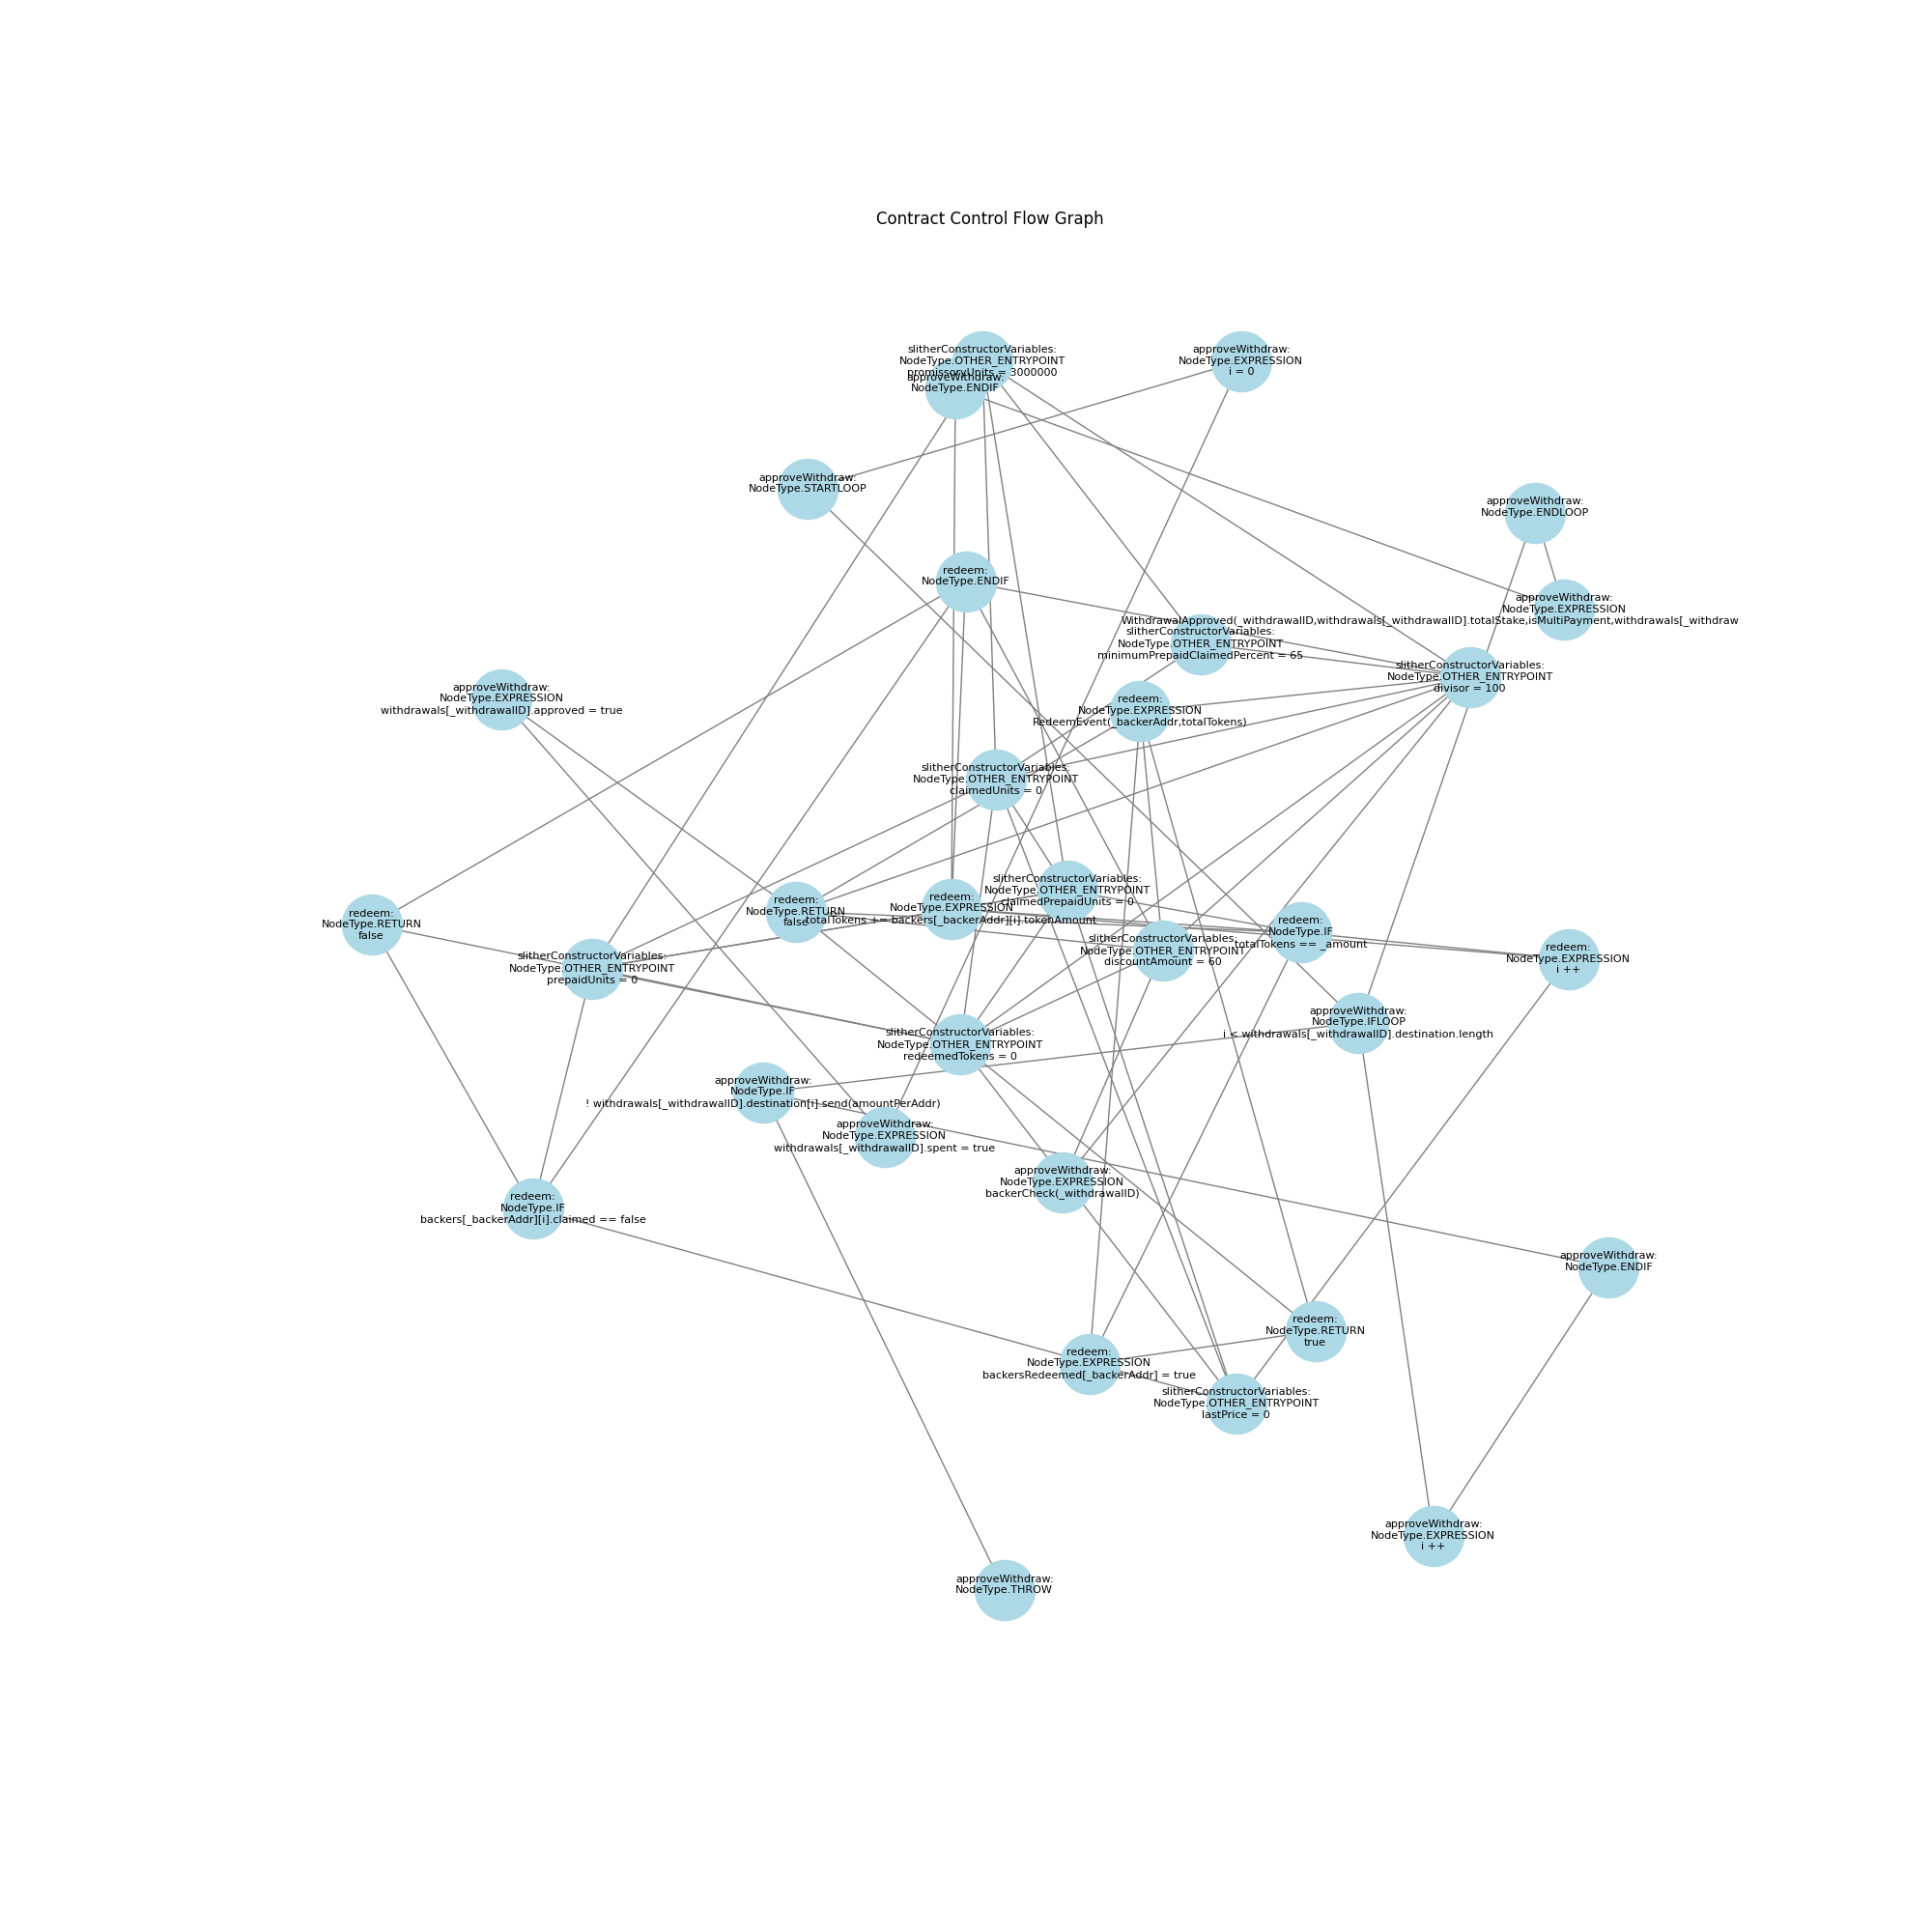 Contract Control Flow Graph
slitherConstructorVariables:
NodeType.OTHER_ENTRYPOINT
promissoryUnits = 3000000
approveWithdraw:
NodeType.ENDIF
approveWithdraw:
NodeType.EXPRESSION
i = 0
approveWithdraw:
NodeType.STARTLOOP
approveWithdraw:
NodeType.ENDLOOP
redeem:
NodeType.ENDIF
approveWithdraw:
NodeType.EXPRESSION
WithdrawalApproved(_withdrawalID,withdrawals[_withdrawalID].totalStake,isMultiPayment,withdrawals[_withdraw
slitherConstructorVariables:
NodeType.OTHER_ENTRYPOINT
minimumPrepaidClaimedPercent = 65
slitherConstructorVariables:
NodeType.OTHER_ENTRYPOINT
divisor = 100
approveWithdraw:
NodeType.EXPRESSION
withdrawals[_withdrawalID].approved = true
redeem:
NodeType.EXPRESSION
RedeemEvent(_backerAddr,totalTokens)
slitherConstructorVariables:
NodeType.OTHER_ENTRYPOINT
claimedUnits = 0
slitherConstructorVariables:
NodeType.OTHER_ENTRYPOINT
claimedPrepaidUnits = 0
redeem:
NodeType.RETURN
false
redeem:
NodeType.EXPRESSION
totalTokens += backers[_backerAddr][i].tokenAmount
redeem:
NodeType.RETURN
false
redeem:
NodeType.IF
totalTokens == _amount
slitherConstructorVariables:
NodeType.OTHER_ENTRYPOINT
discountAmount = 60
redeem:
NodeType.EXPRESSION
i ++
slitherConstructorVariables:
NodeType.OTHER_ENTRYPOINT
prepaidUnits = 0
approveWithdraw:
NodeType.IFLOOP
i < withdrawals[_withdrawalID].destination.length
slitherConstructorVariables:
NodeType.OTHER_ENTRYPOINT
redeemedTokens = 0
approveWithdraw:
NodeType.IF
! withdrawals[_withdrawalID].destination[i].send(amountPerAddr)
approveWithdraw:
NodeType.EXPRESSION
withdrawals[_withdrawalID].spent = true
approveWithdraw:
NodeType.EXPRESSION
backerCheck(_withdrawalID)
redeem:
NodeType.IF
backers[_backerAddr][i].claimed == false
approveWithdraw:
NodeType.ENDIF
redeem:
NodeType.RETURN
true
redeem:
NodeType.EXPRESSION
backersRedeemed[_backerAddr] = true
slitherConstructorVariables:
NodeType.OTHER_ENTRYPOINT
lastPrice = 0
approveWithdraw:
NodeType.EXPRESSION
i ++
approveWithdraw:
NodeType.THROW